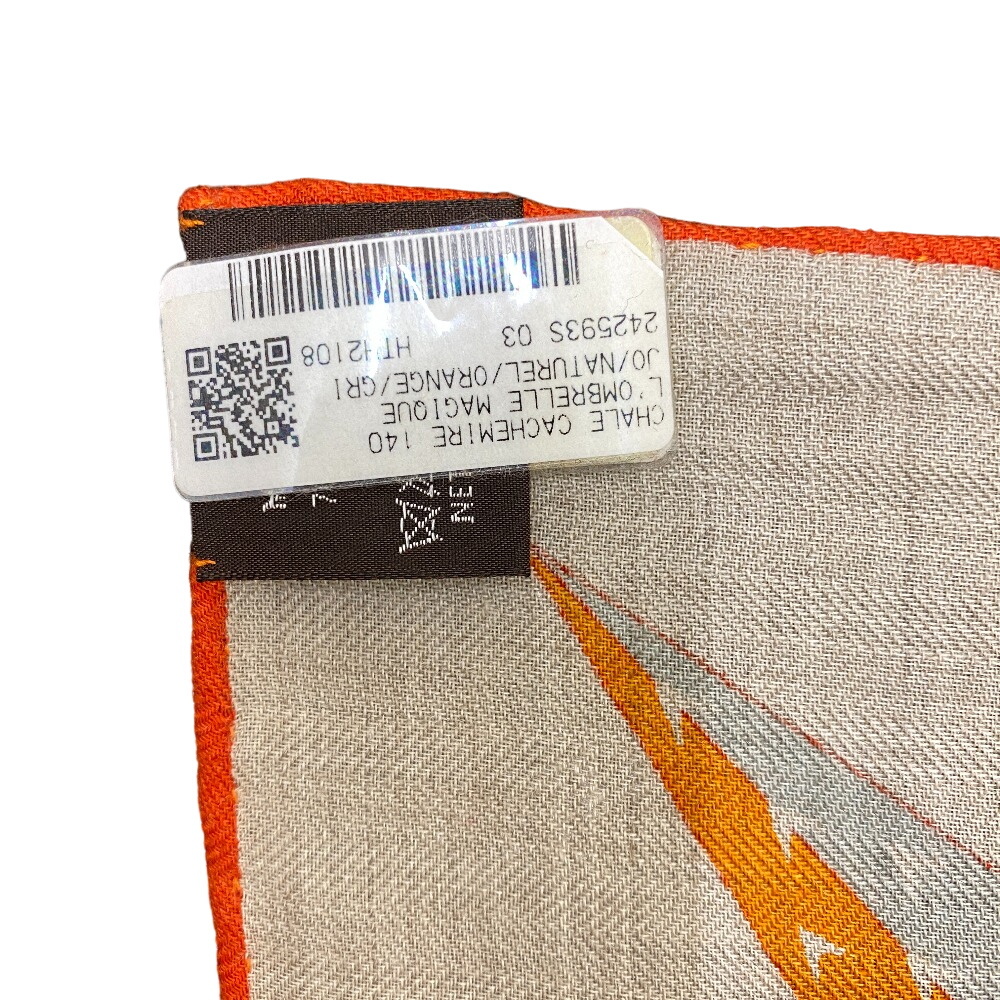 CHALE CACHEMIRE 140
L'OMBRELLE MAGIQUE
JO/NATUREL/ORANGE/GRI
242593S 03 HTH2108